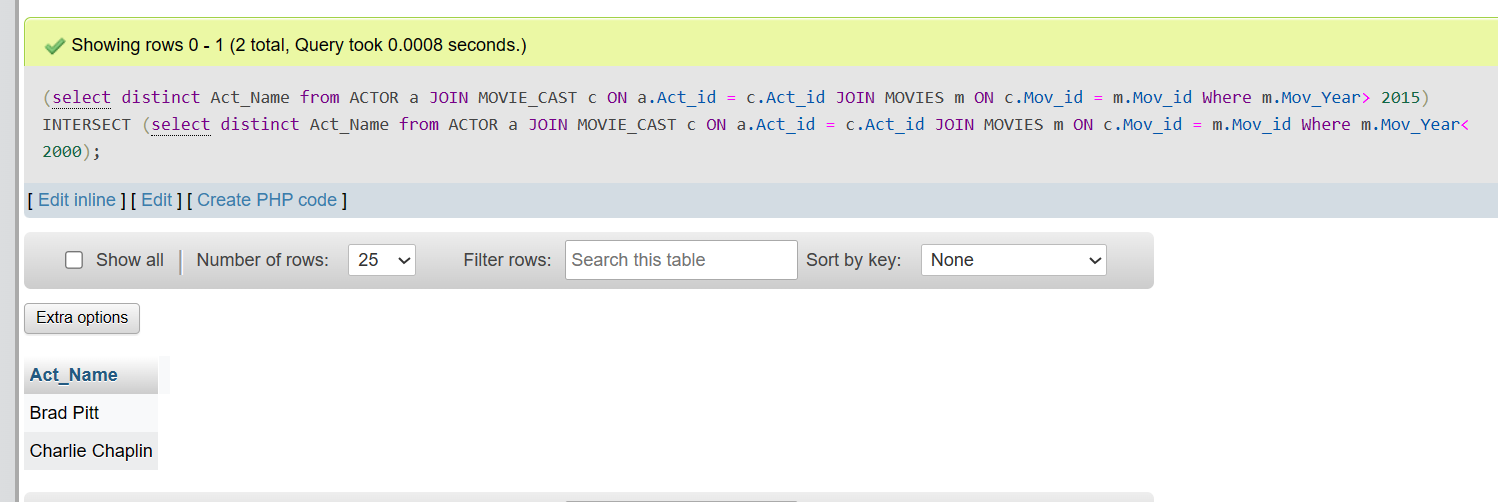 Showing rows 0 - 1 (2 total, Query took 0.0008 seconds.)
(select distinct Act_Name from ACTOR a JOIN MOVIE_CAST c ON a.Act_id = c.Act_id JOIN MOVIES m ON c.Mov_id = m.Mov_id Where m.Mov_Year> 2015)
INTERSECT (select distinct Act_Name from ACTOR a JOIN MOVIE_CAST c ON a.Act_id = c.Act_id JOIN MOVIES m ON c.Mov_id = m.Mov_id Where m.Mov_Year<
2000);
[ Edit inline ] [ Edit ] [ Create PHP code ]
Show all | Number of rows: 25 Filter rows: Search this table Sort by key: None
Extra options
Act_Name
Brad Pitt
Charlie Chaplin